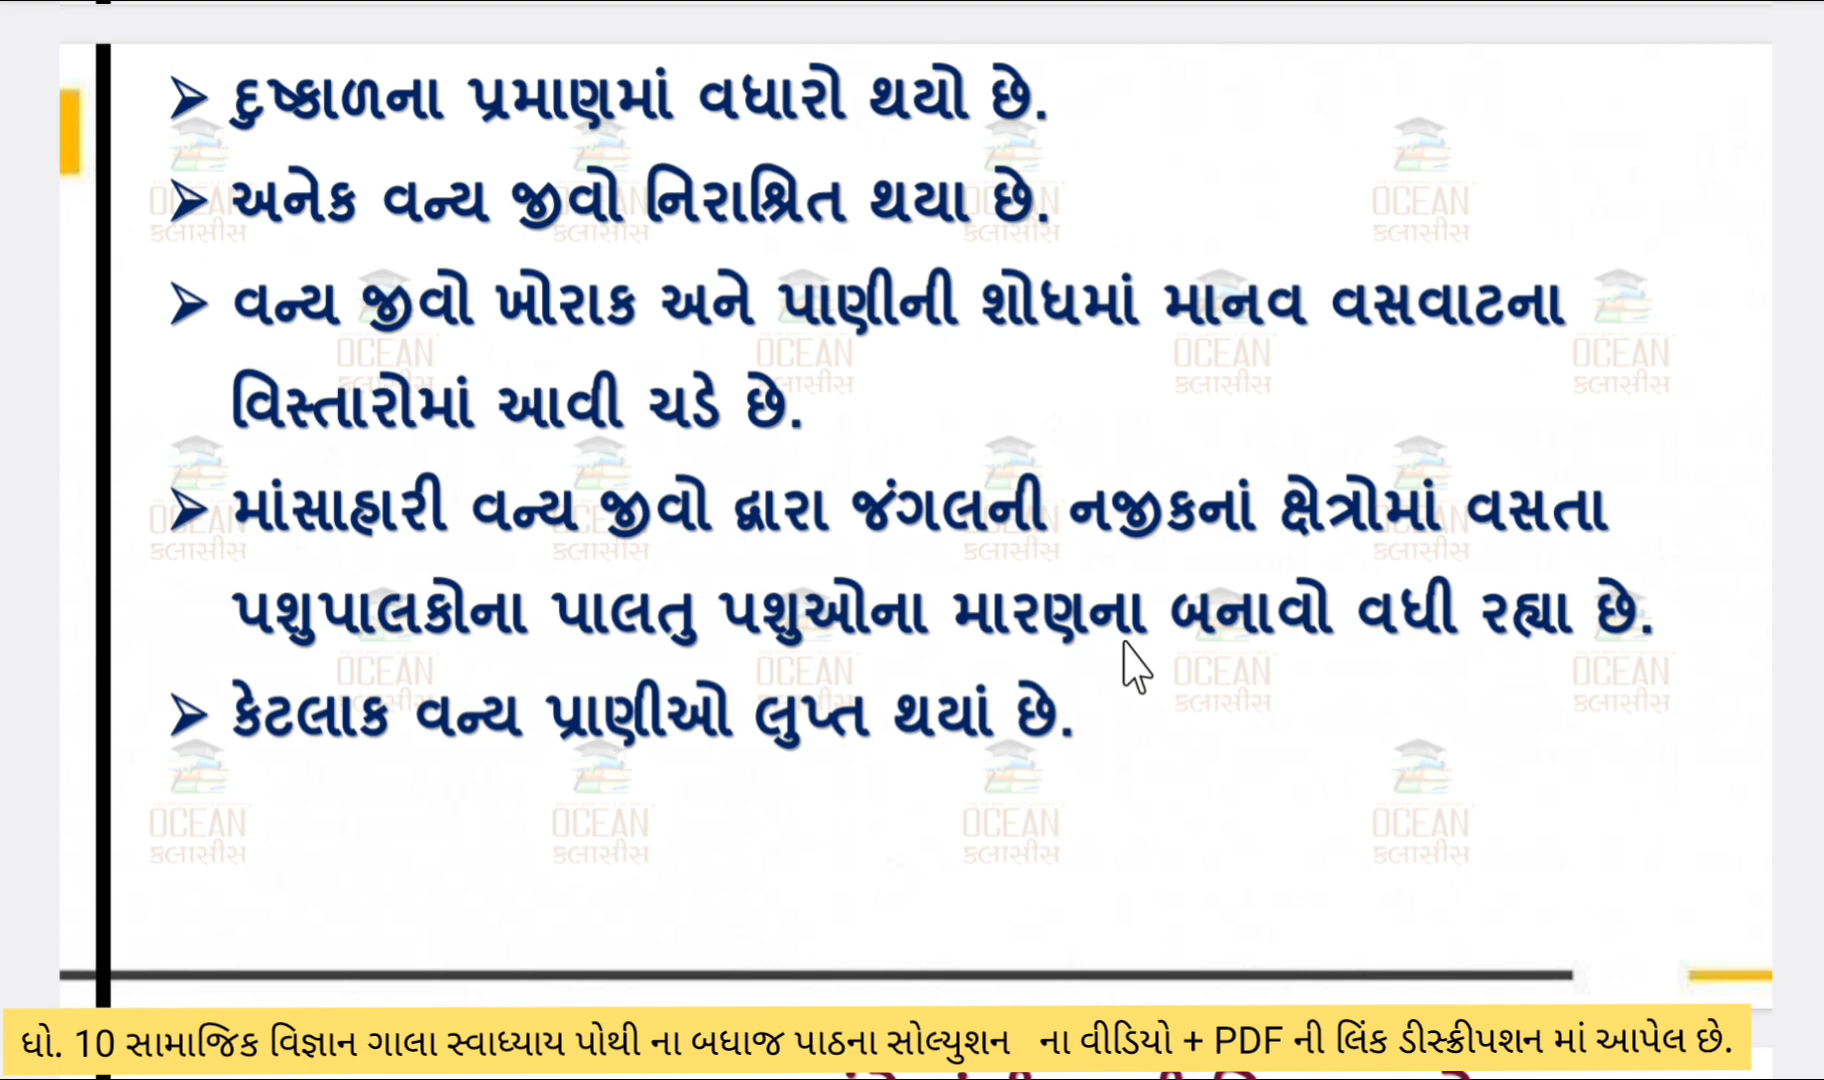 ➢ દુષ્કાળના પ્રમાણમાં વધારો થયો છે.
➢ અનેક વન્ય જીવો નિરાશ્રિત થયા છે.
➢ વન્ય જીવો ખોરાક અને પાણીની શોધમાં માનવ વસવાટના
વિસ્તારોમાં આવી ચડે છે.
➢ માંસાહારી વન્ય જીવો દ્વારા જંગલની નજીકનાં ક્ષેત્રોમાં વસતા
પશુપાલકોના પાલતુ પશુઓના મારણના બનાવો વધી રહ્યા છે.
➢ કેટલાક વન્ય પ્રાણીઓ લુપ્ત થયાં છે.
OCEAN
ક્લાસીસ
ધો. 10 સામાજિક વિજ્ઞાન ગાલા સ્વાધ્યાય પોથી ના બધાજ પાઠના સોલ્યુશન ના વીડિયો + PDF ની લિંક ડીસ્ક્રીપશન માં આપેલ છે.